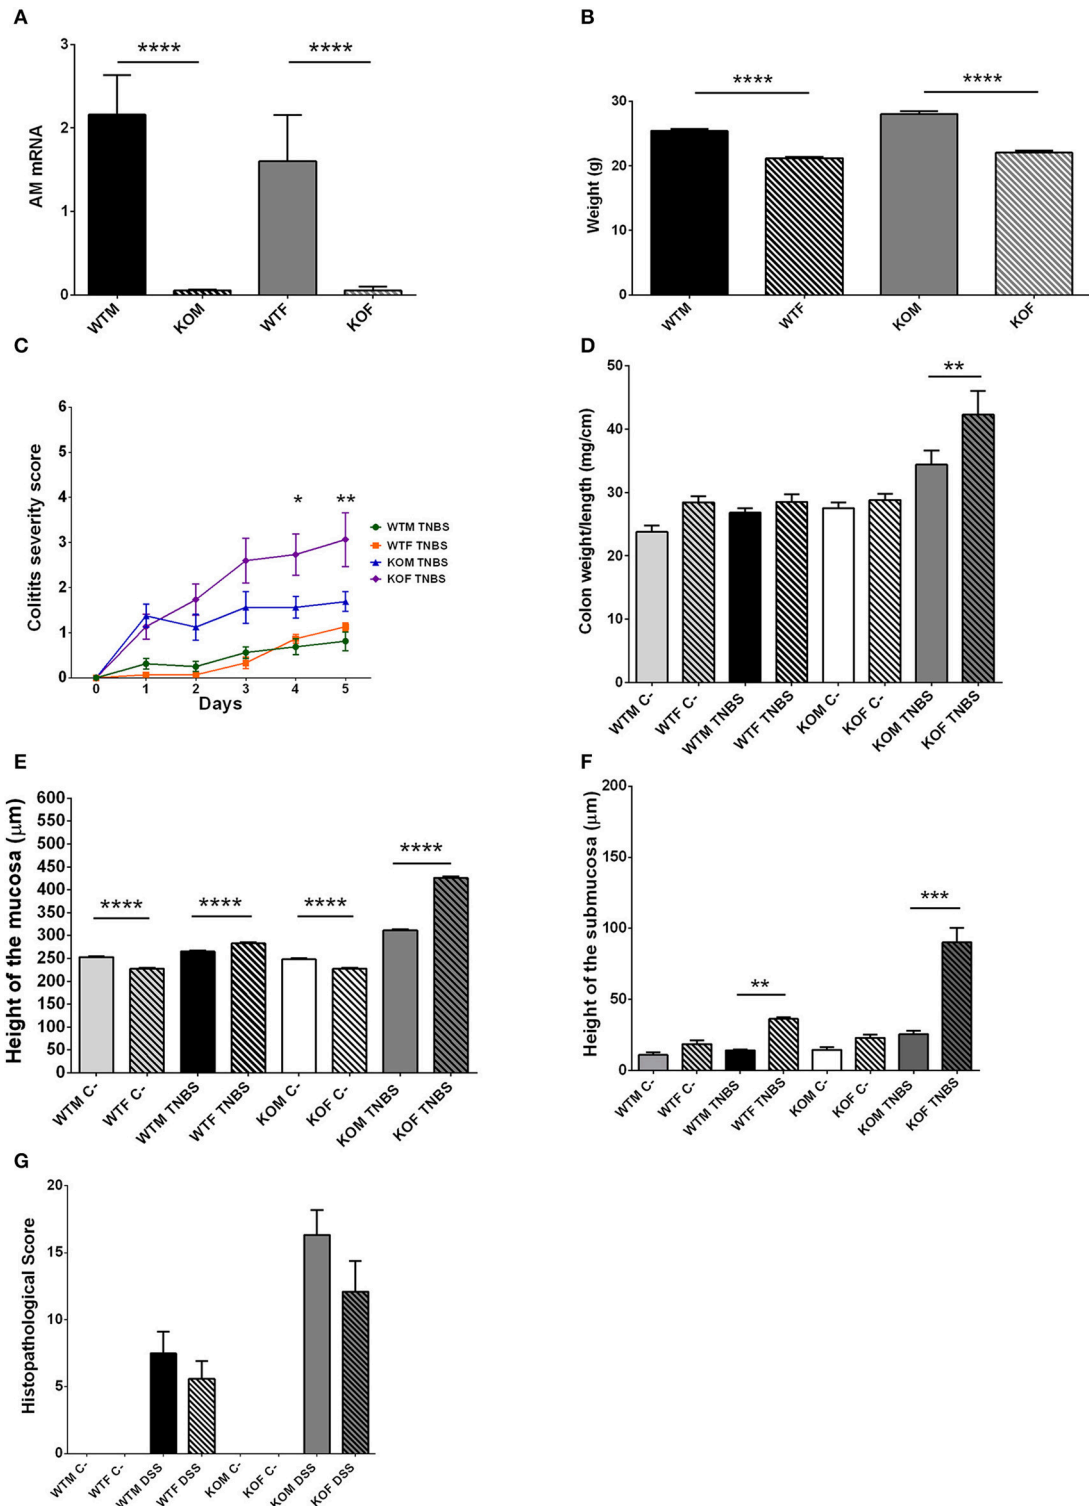 A
AM mRNA
3
2
1
0
**** ****
WTM KOM WTF KOF
B
Weight (g)
30
20
10
0
**** ****
WTM WTF KOM KOF
C
Colitits severity score
6
5
4
3
2
1
0
* **
0 1 2 3 4 5
Days
WTM TNBS
WTF TNBS
KOM TNBS
KOF TNBS
D
Colon weight/length (mg/cm)
50
40
30
20
10
0
**
WTM C- WTF C- WTM TNBS WTF TNBS KOM C- KOF C- KOM TNBS KOF TNBS
E
Height of the mucosa (μm)
600
550
500
450
400
350
300
250
200
150
100
50
0
**** **** **** ****
WTM C- WTF C- WTM TNBS WTF TNBS KOM C- KOF C- KOM TNBS KOF TNBS
F
Height of the submucosa (μm)
200
150
100
50
0
** ***
WTM C- WTF C- WTM TNBS WTF TNBS KOM C- KOF C- KOM TNBS KOF TNBS
G
Histopathological Score
20
15
10
5
0
WTM C- WTF C- WTM DSS WTF DSS KOM C- KOF C- KOM DSS KOF DSS